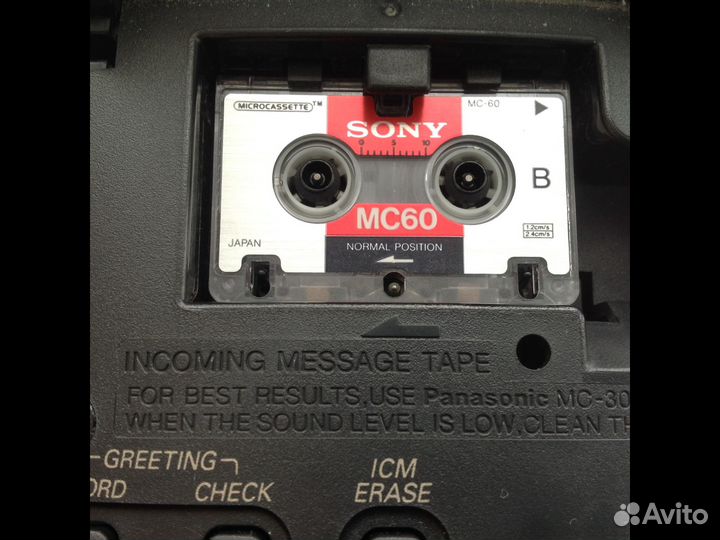 MICROCASSETTE™
MC-60
SONY
0 5 10
B
MC60
1.2cm/s
2.4cm/s
JAPAN
NORMAL POSITION
INCOMING MESSAGE TAPE
FOR BEST RESULTS,USE Panasonic MC-30
WHEN THE SOUND LEVEL IS LOW,CLEAN TH
GREETING
ORD CHECK
ICM
ERASE
Avito